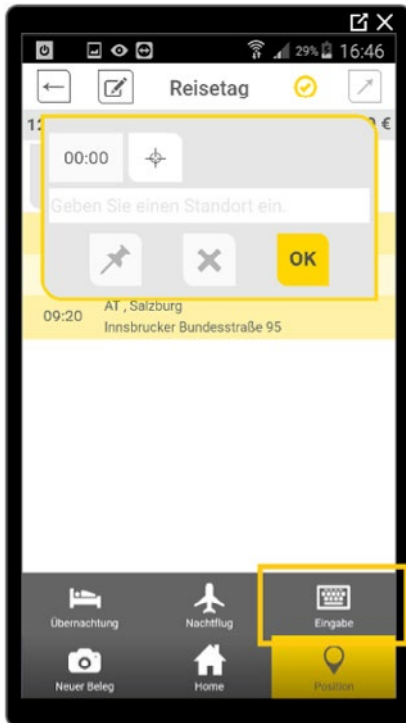 29% 16:46
Reisetag
12
€
00:00
Geben Sie einen Standort ein.
OK
09:20 AT , Salzburg
Innsbrucker Bundesstraße 95
Übernachtung Nachtflug Eingabe
Neuer Beleg Home Position